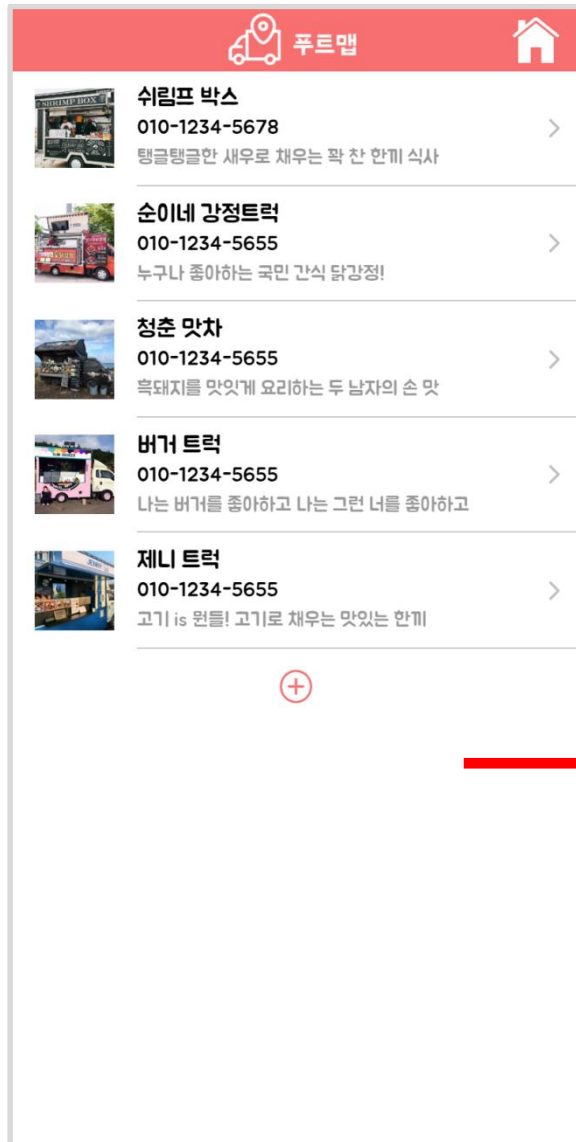 푸트맵
쉬림프 박스
010-1234-5678
탱글탱글한 새우로 채우는 꽉 찬 한끼 식사
순이네 강정트럭
010-1234-5655
누구나 좋아하는 국민 간식 닭강정!
청춘 맛차
010-1234-5655
흑돼지를 맛잇게 요리하는 두 남자의 손 맛
버거 트럭
010-1234-5655
나는 버거를 좋아하고 나는 그런 너를 좋아하고
제니 트럭
010-1234-5655
고기 is 뭔들! 고기로 채우는 맛있는 한끼
SHRIMP BOX